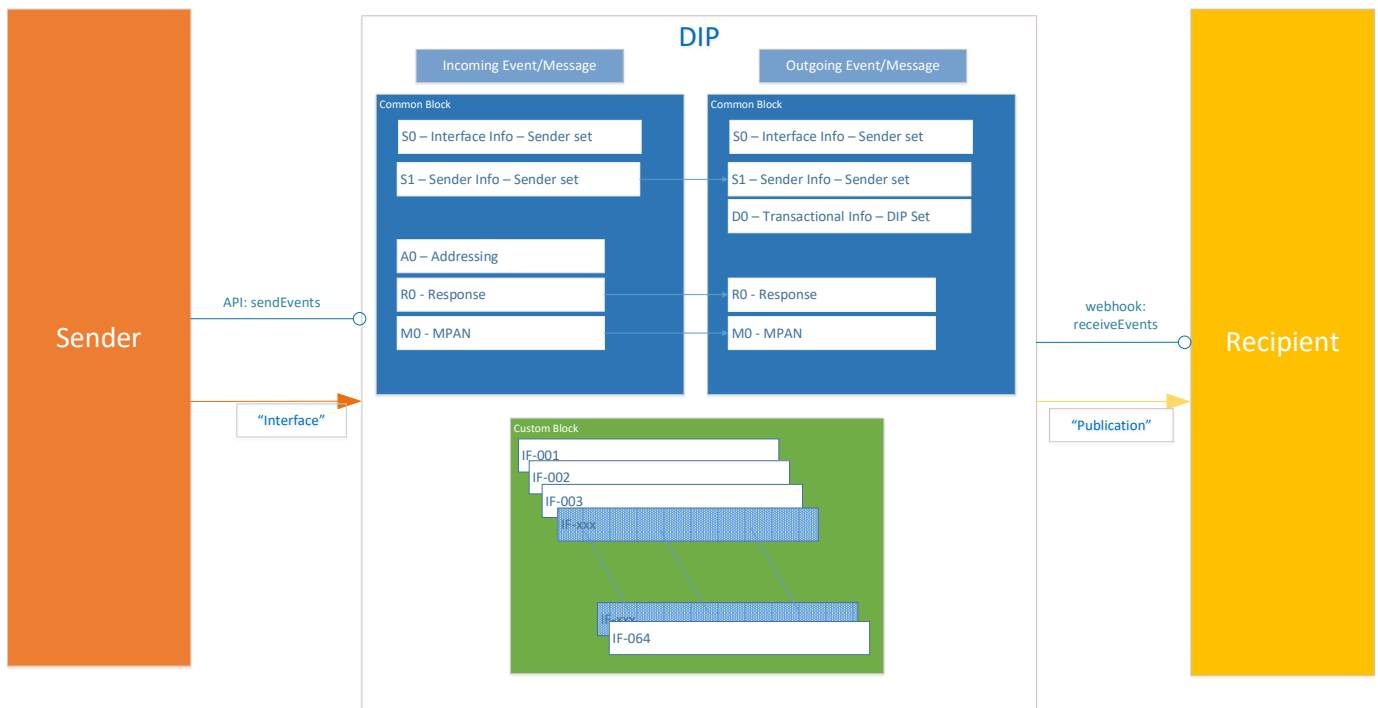 DIP
Incoming Event/Message
Outgoing Event/Message
Common Block
S0 – Interface Info – Sender set
S1 – Sender Info – Sender set
A0 – Addressing
R0 - Response
M0 - MPAN
Common Block
S0 – Interface Info – Sender set
S1 – Sender Info – Sender set
D0 – Transactional Info – DIP Set
R0 - Response
M0 - MPAN
API: sendEvents
Sender
“Interface”
webhook:
receiveEvents
Recipient
“Publication”
Custom Block
IF-001
IF-002
IF-003
IF-xxx
IF-xxx
IF-064